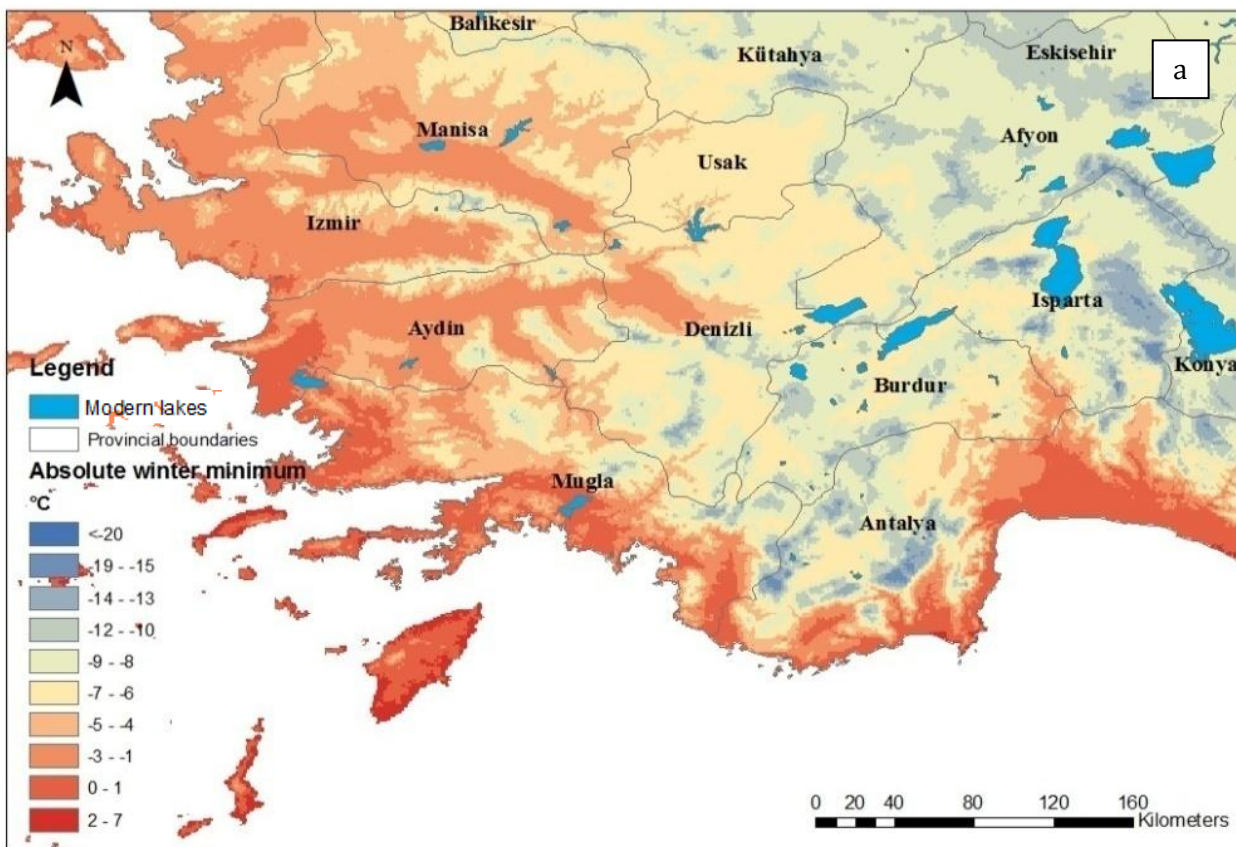 Balikesir
Kütahya
Eskisehir
a
N
Manisa
Usak
Afyon
Izmir
Isparta
Aydin
Denizli
Burdur
Konya
Mugla
Antalya
Legend
Modern lakes
Provincial boundaries
Absolute winter minimum
°C
<-20
-19 - -15
-14 - -13
-12 - -10
-9 - -8
-7 - -6
-5 - -4
-3 - -1
0 - 1
2 - 7
0 20 40 80 120 160
Kilometers